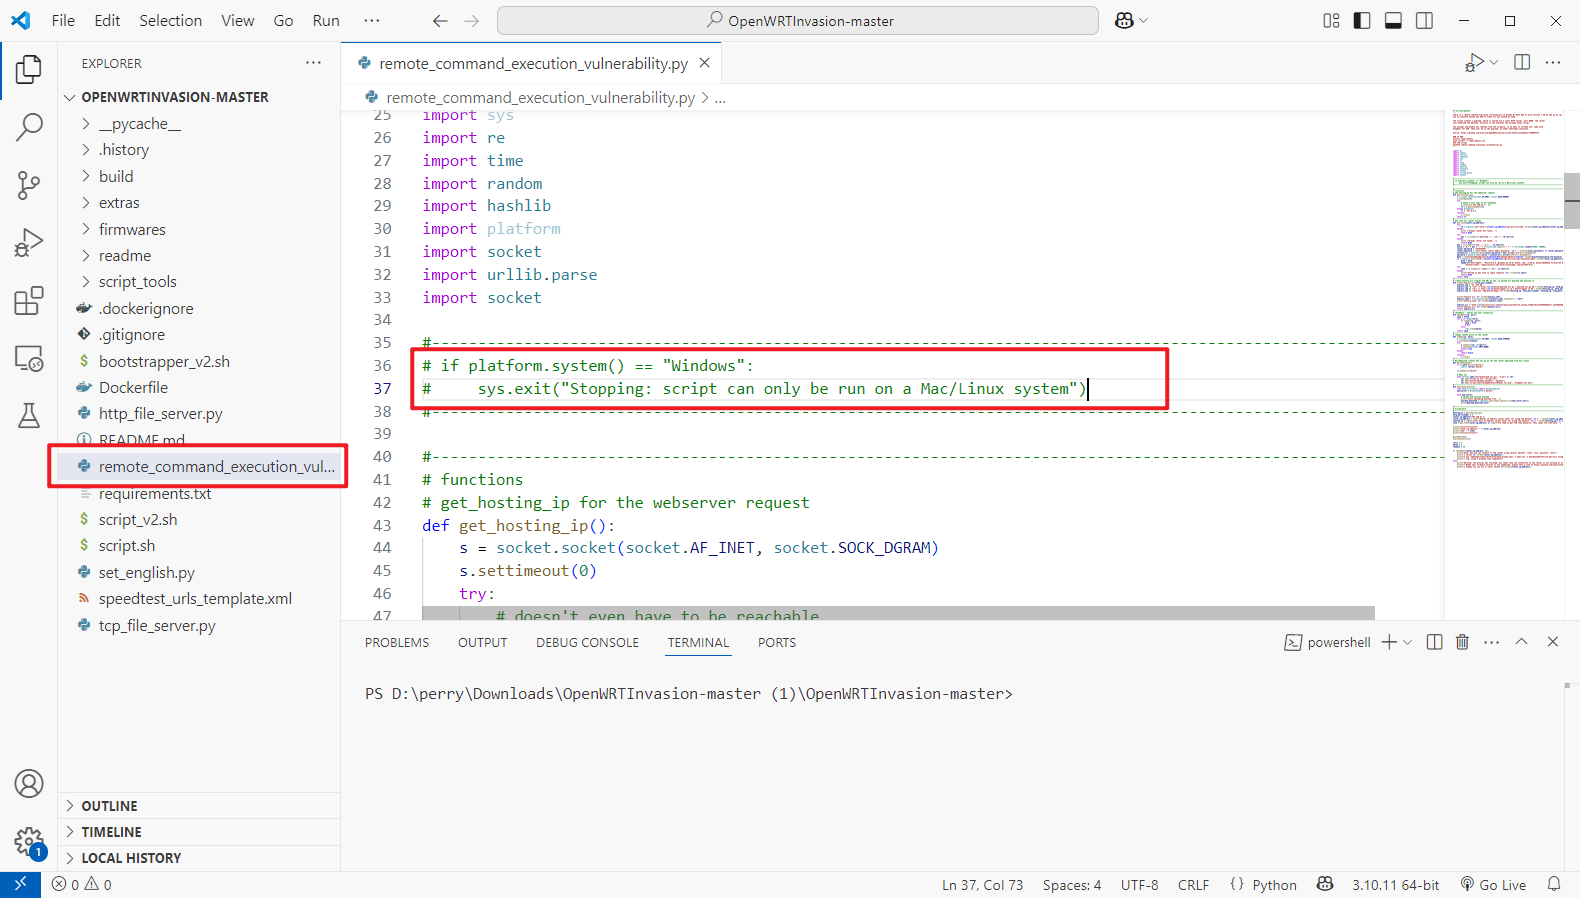 File Edit Selection View Go Run ···
OpenWRTInvasion-master
EXPLORER
OPENWRTINVASION-MASTER
__pycache__
.history
build
extras
firmwares
readme
script_tools
.dockerignore
.gitignore
bootstrapper_v2.sh
Dockerfile
http_file_server.py
README.md
remote_command_execution_vul...
requirements.txt
script_v2.sh
script.sh
set_english.py
speedtest_urls_template.xml
tcp_file_server.py
OUTLINE
TIMELINE
LOCAL HISTORY
1
remote_command_execution_vulnerability.py
remote_command_execution_vulnerability.py > ...
25 import sys
26 import re
27 import time
28 import random
29 import hashlib
30 import platform
31 import socket
32 import urllib.parse
33 import socket
34
35 #------------------------------------------------------------
36 # if platform.system() == "Windows":
37 #     sys.exit("Stopping: script can only be run on a Mac/Linux system")
38 #------------------------------------------------------------
39
40 #------------------------------------------------------------
41 # functions
42 # get_hosting_ip for the webserver request
43 def get_hosting_ip():
44     s = socket.socket(socket.AF_INET, socket.SOCK_DGRAM)
45     s.settimeout(0)
46     try:
47         # doesn't even have to be reachable
PROBLEMS OUTPUT DEBUG CONSOLE TERMINAL PORTS
powershell
PS D:\perry\Downloads\OpenWRTInvasion-master (1)\OpenWRTInvasion-master>
0 0 Ln 37, Col 73 Spaces: 4 UTF-8 CRLF {} Python 3.10.11 64-bit Go Live